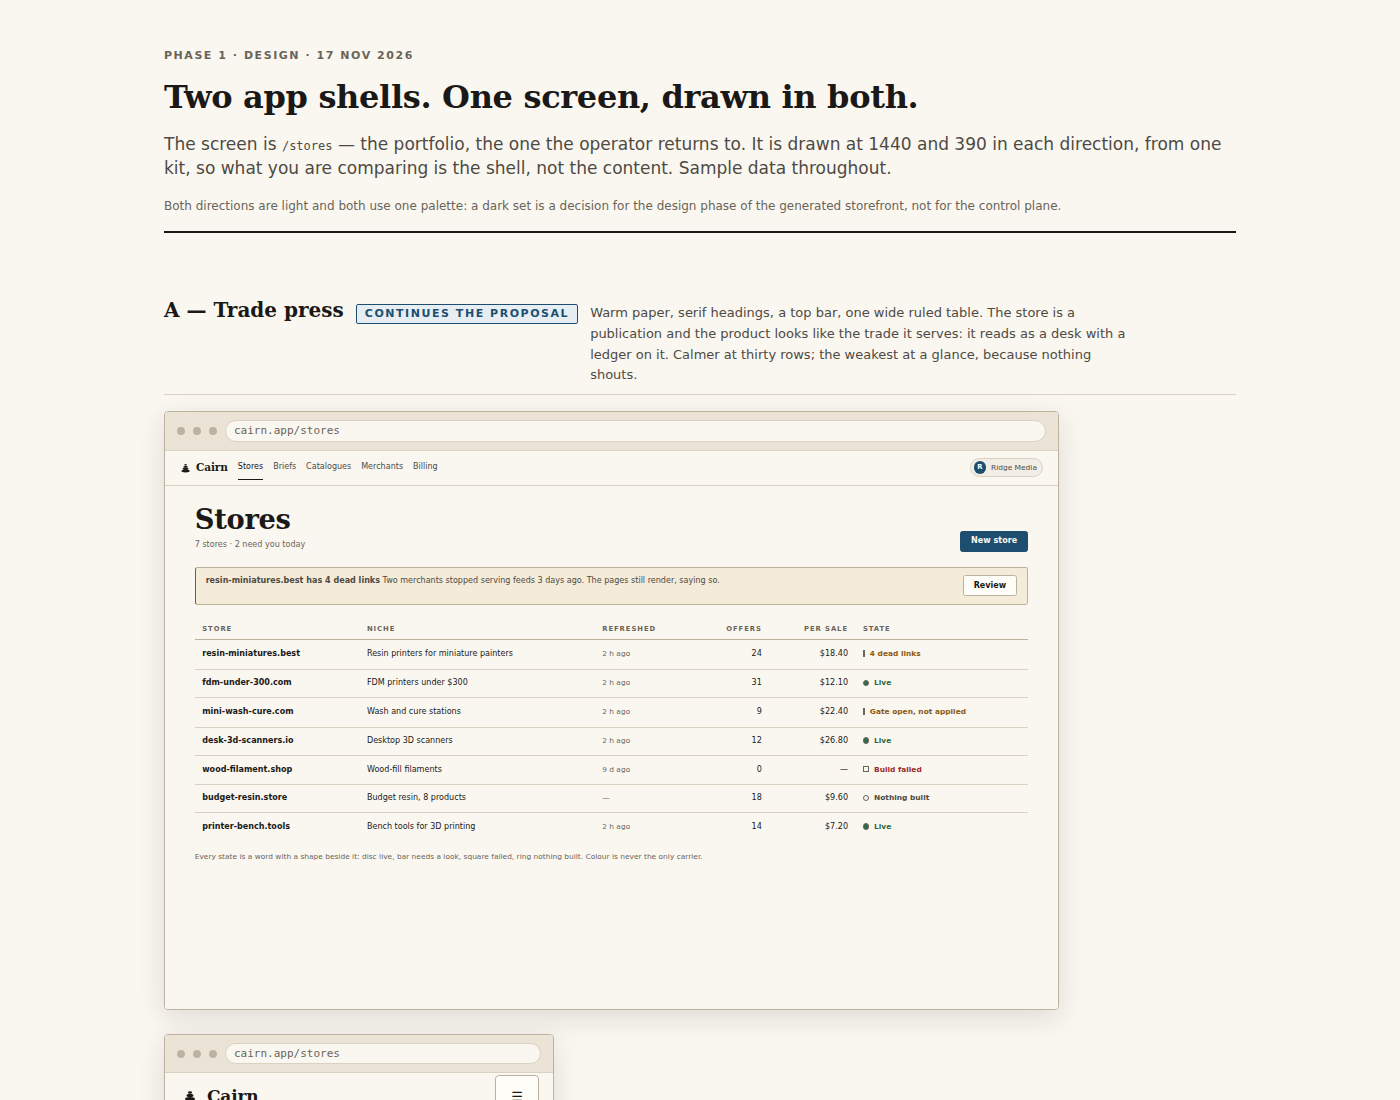 PHASE 1 · DESIGN · 17 NOV 2026
Two app shells. One screen, drawn in both.
The screen is /stores — the portfolio, the one the operator returns to. It is drawn at 1440 and 390 in each direction, from one
kit, so what you are comparing is the shell, not the content. Sample data throughout.
Both directions are light and both use one palette: a dark set is a decision for the design phase of the generated storefront, not for the control plane.
A — Trade press CONTINUES THE PROPOSAL
Warm paper, serif headings, a top bar, one wide ruled table. The store is a
publication and the product looks like the trade it serves: it reads as a desk with a
ledger on it. Calmer at thirty rows; the weakest at a glance, because nothing
shouts.
cairn.app/stores
Cairn Stores Briefs Catalogues Merchants Billing R Ridge Media
Stores
7 stores · 2 need you today
New store
resin-miniatures.best has 4 dead links Two merchants stopped serving feeds 3 days ago. The pages still render, saying so.
Review
STORE NICHE REFRESHED OFFERS PER SALE STATE
resin-miniatures.best Resin printers for miniature painters 2 h ago 24 $18.40 4 dead links
fdm-under-300.com FDM printers under $300 2 h ago 31 $12.10 Live
mini-wash-cure.com Wash and cure stations 2 h ago 9 $22.40 Gate open, not applied
desk-3d-scanners.io Desktop 3D scanners 2 h ago 12 $26.80 Live
wood-filament.shop Wood-fill filaments 9 d ago 0 — Build failed
budget-resin.store Budget resin, 8 products — 18 $9.60 Nothing built
printer-bench.tools Bench tools for 3D printing 2 h ago 14 $7.20 Live
Every state is a word with a shape beside it: disc live, bar needs a look, square failed, ring nothing built. Colour is never the only carrier.
cairn.app/stores
Cairn